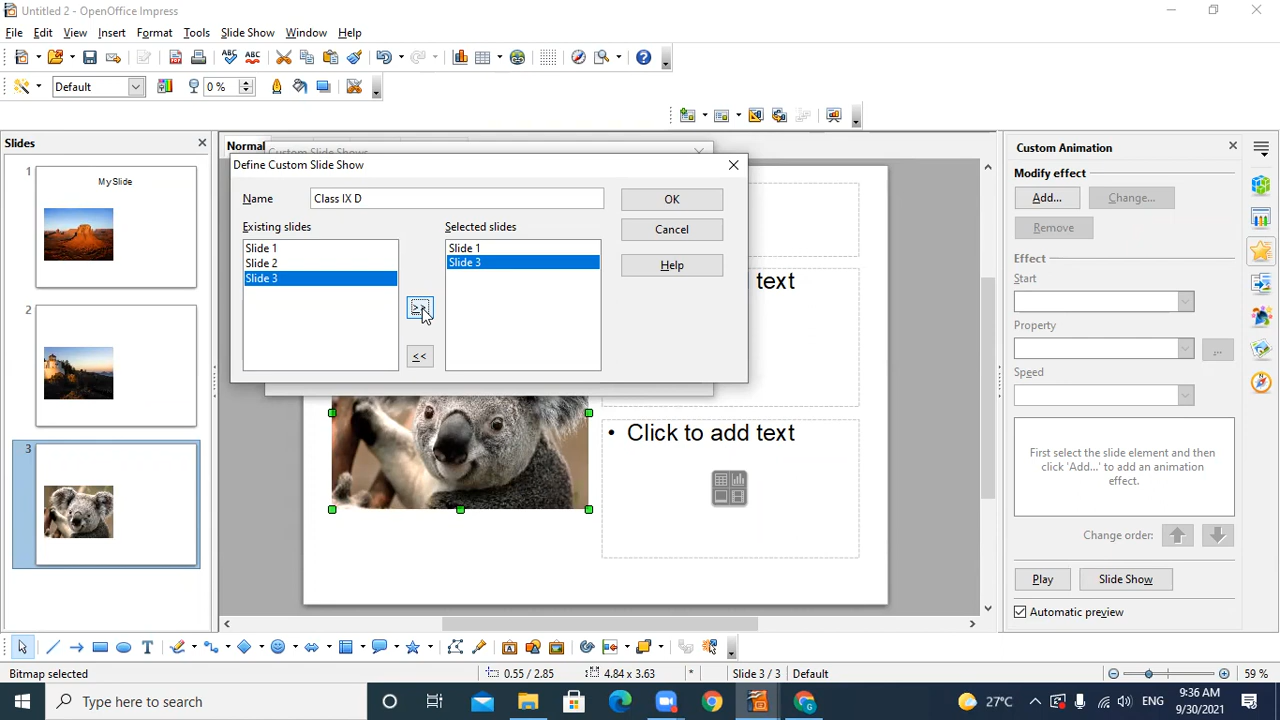 Untitled 2 - OpenOffice Impress
File Edit View Insert Format Tools Slide Show Window Help
Default
0 %
Slides
1
MySlide
2
3
Normal
Custom Slide Shows
Define Custom Slide Show
Name
Class IX D
OK
Existing slides
Selected slides
Cancel
Slide 1
Slide 2
Slide 3
Slide 1
Slide 3
Help
>>
<<
text
• Click to add text
Custom Animation
Modify effect
Add...
Change...
Remove
Effect
Start
Property
...
Speed
First select the slide element and then
click 'Add...' to add an animation
effect.
Change order:
Play
Slide Show
Automatic preview
Bitmap selected
0.55 / 2.85
4.84 x 3.63
*
Slide 3 / 3
Default
59 %
Type here to search
27°C
ENG
9:36 AM
9/30/2021